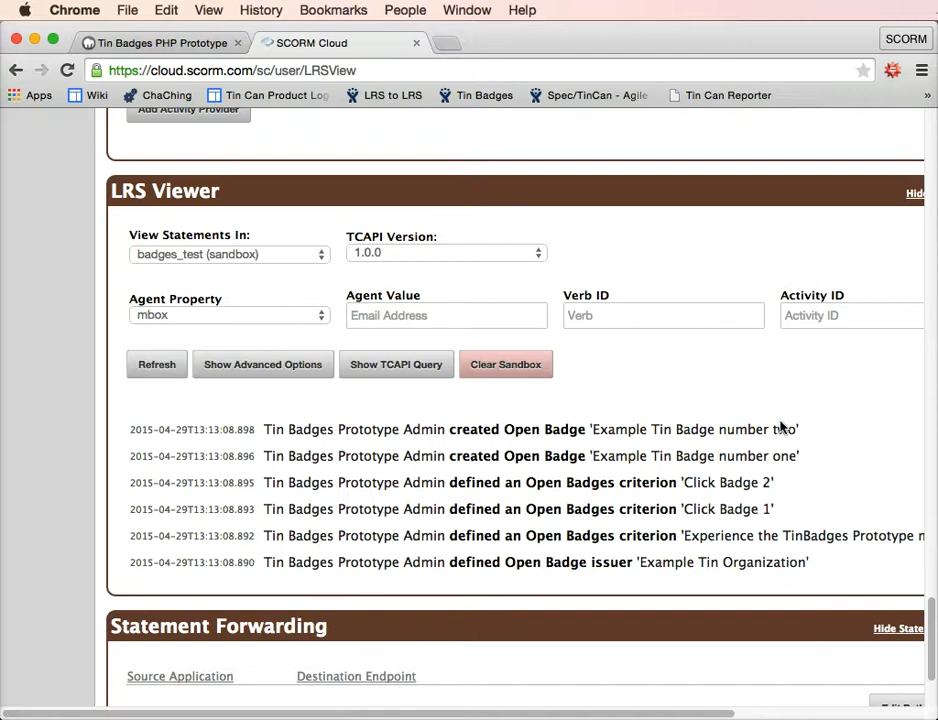 Chrome File Edit View History Bookmarks People Window Help
Tin Badges PHP Prototype × SCORM Cloud × SCORM
https://cloud.scorm.com/sc/user/LRSView
Apps Wiki ChaChing Tin Can Product Log LRS to LRS Tin Badges Spec/TinCan - Agile Tin Can Reporter »
Add Activity Provider
LRS Viewer Hide
View Statements In: TCAPI Version:
badges_test (sandbox) 1.0.0
Agent Property Agent Value Verb ID Activity ID
mbox Email Address Verb Activity ID
Refresh Show Advanced Options Show TCAPI Query Clear Sandbox
2015-04-29T13:13:08.898 Tin Badges Prototype Admin created Open Badge 'Example Tin Badge number two'
2015-04-29T13:13:08.896 Tin Badges Prototype Admin created Open Badge 'Example Tin Badge number one'
2015-04-29T13:13:08.895 Tin Badges Prototype Admin defined an Open Badges criterion 'Click Badge 2'
2015-04-29T13:13:08.893 Tin Badges Prototype Admin defined an Open Badges criterion 'Click Badge 1'
2015-04-29T13:13:08.892 Tin Badges Prototype Admin defined an Open Badges criterion 'Experience the TinBadges Prototype
2015-04-29T13:13:08.890 Tin Badges Prototype Admin defined Open Badge issuer 'Example Tin Organization'
Statement Forwarding Hide State
Source Application Destination Endpoint